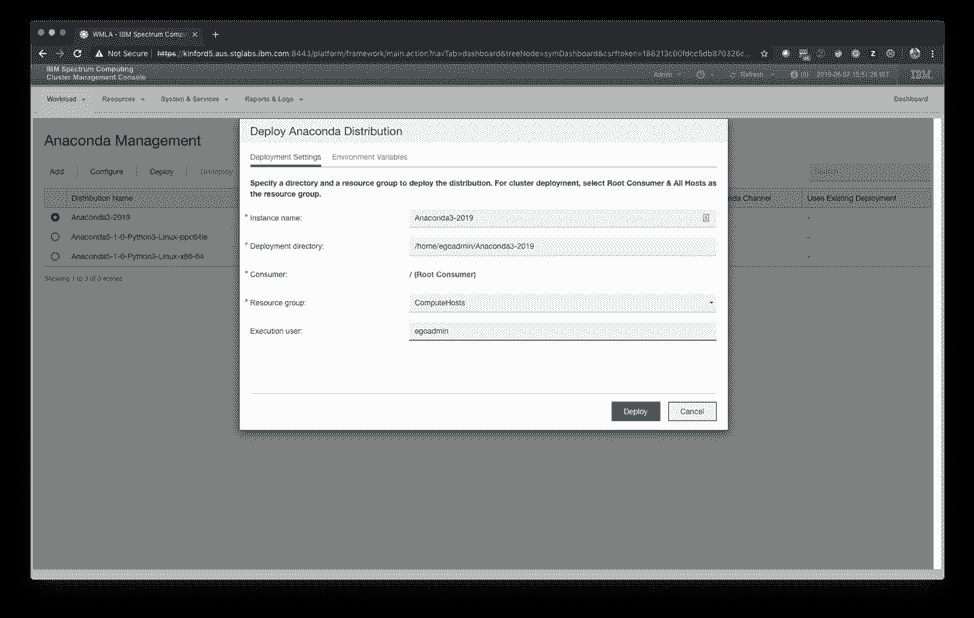 WMLA - IBM Spectrum Compu
Not Secure | https://kinford5.aus.stglabs.ibm.com:8443/platform/framework/main.action?navTab=dashboard&treeNode=symDashboard&csrftoken=186213c00fdcc5db870326c...
IBM Spectrum Computing
Cluster Management Console
Admin
Refresh
(0)
2019-06-07 15:51:28 IST
IBM
Workload
Resources
System & Services
Reports & Logs
Dashboard
Anaconda Management
Add
Configure
Deploy
Undeploy
Search
Distribution Name
Channel
Uses Existing Deployment
Anaconda3-2019
-
Anaconda5-1-0-Python3-Linux-ppc64le
-
Anaconda5-1-0-Python3-Linux-x86-64
-
Showing 1 to 3 of 3 entries
Deploy Anaconda Distribution
Deployment Settings
Environment Variables
Specify a directory and a resource group to deploy the distribution. For cluster deployment, select Root Consumer & All Hosts as
the resource group.
* Instance name: Anaconda3-2019
* Deployment directory: /home/egoadmin/Anaconda3-2019
* Consumer: / (Root Consumer)
* Resource group: ComputeHosts
Execution user: egoadmin
Deploy
Cancel